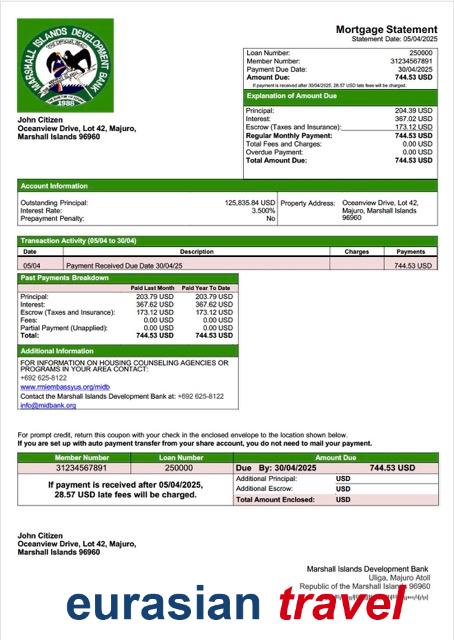 MARSHALL ISLANDS DEVELOPMENT BANK
1988
Mortgage Statement
Statement Date: 05/04/2025
Loan Number: 250000
Member Number: 31234567891
Payment Due Date: 30/04/2025
Amount Due: 744.53 USD
If payment is received after 30/04/2025, 28.57 USD late fees will be charged.
John Citizen
Oceanview Drive, Lot 42, Majuro,
Marshall Islands 96960
Explanation of Amount Due
Principal: 204.39 USD
Interest: 367.02 USD
Escrow (Taxes and Insurance): 173.12 USD
Regular Monthly Payment: 744.53 USD
Total Fees and Charges: 0.00 USD
Overdue Payment: 0.00 USD
Total Amount Due: 744.53 USD
Account Information
Outstanding Principal: 125,835.84 USD
Interest Rate: 3.500%
Prepayment Penalty: No
Property Address: Oceanview Drive, Lot 42,
Majuro, Marshall Islands
96960
Transaction Activity (05/04 to 30/04)
Date Description Charges Payments
05/04 Payment Received Due Date 30/04/25 744.53 USD
Past Payments Breakdown
Paid Last Month Paid Year To Date
Principal: 203.79 USD 203.79 USD
Interest: 367.62 USD 367.62 USD
Escrow (Taxes and Insurance): 173.12 USD 173.12 USD
Fees: 0.00 USD 0.00 USD
Partial Payment (Unapplied): 0.00 USD 0.00 USD
Total: 744.53 USD 744.53 USD
Additional Information
FOR INFORMATION ON HOUSING COUNSELING AGENCIES OR
PROGRAMS IN YOUR AREA CONTACT:
+692 625-8122
www.rmiembassyus.org/midb
Contact the Marshall Islands Development Bank at: +692 625-8122
info@midbank.org
For prompt credit, return this coupon with your check in the enclosed envelope to the location shown below.
If you are set up with auto payment transfer from your share account, you do not need to mail your payment.
Member Number Loan Number Amount Due
31234567891 250000 Due By: 30/04/2025 744.53 USD
If payment is received after 05/04/2025,
28.57 USD late fees will be charged.
Additional Principal: USD
Additional Escrow: USD
Total Amount Enclosed: USD
John Citizen
Oceanview Drive, Lot 42, Majuro,
Marshall Islands 96960
Marshall Islands Development Bank
Uliga, Majuro Atoll
Republic of the Marshall Islands 96960
eurasian travel